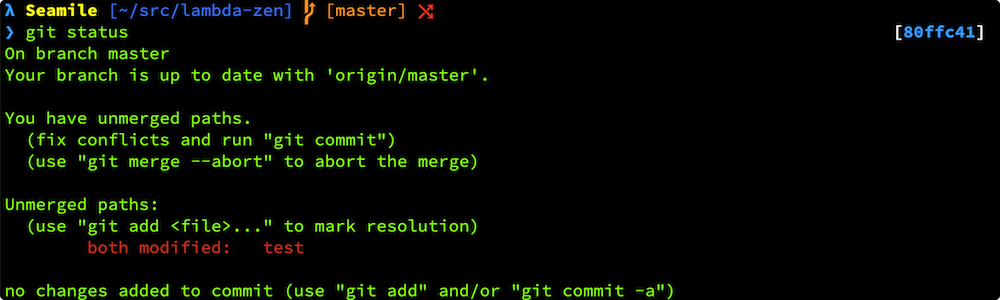 λ Seamile [~/src/lambda-zen] [master] ⤨
❯ git status [80ffc41]
On branch master
Your branch is up to date with 'origin/master'.
You have unmerged paths.
(fix conflicts and run "git commit")
(use "git merge --abort" to abort the merge)
Unmerged paths:
(use "git add <file>..." to mark resolution)
both modified:   test
no changes added to commit (use "git add" and/or "git commit -a")